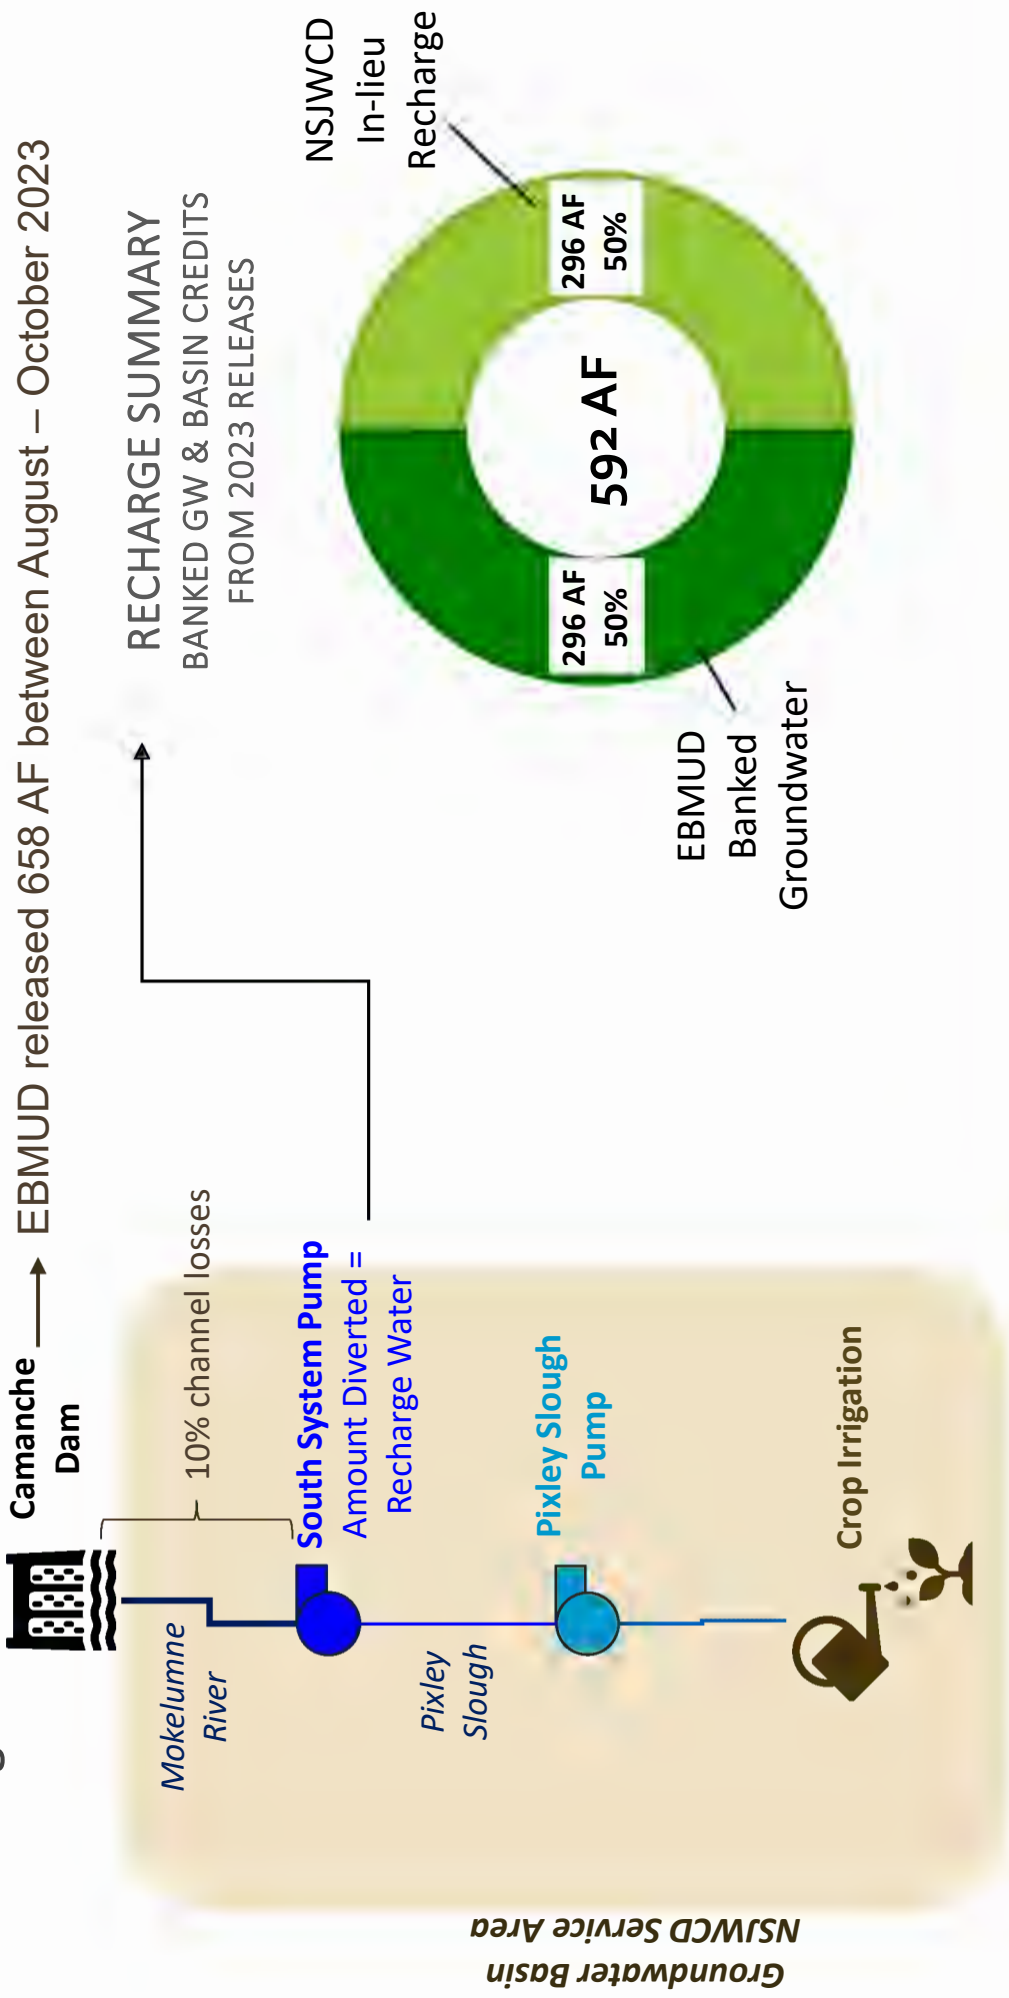 Camanche
Dam
EBMUD released 658 AF between August – October 2023
10% channel losses
Mokelumne
River
South System Pump
Amount Diverted =
Recharge Water
Pixley
Slough
Pixley Slough
Pump
Crop Irrigation
Groundwater Basin
NSJWCD Service Area
RECHARGE SUMMARY
BANKED GW & BASIN CREDITS
FROM 2023 RELEASES
NSJWCD
In-lieu
Recharge
296 AF
50%
592 AF
296 AF
50%
EBMUD
Banked
Groundwater